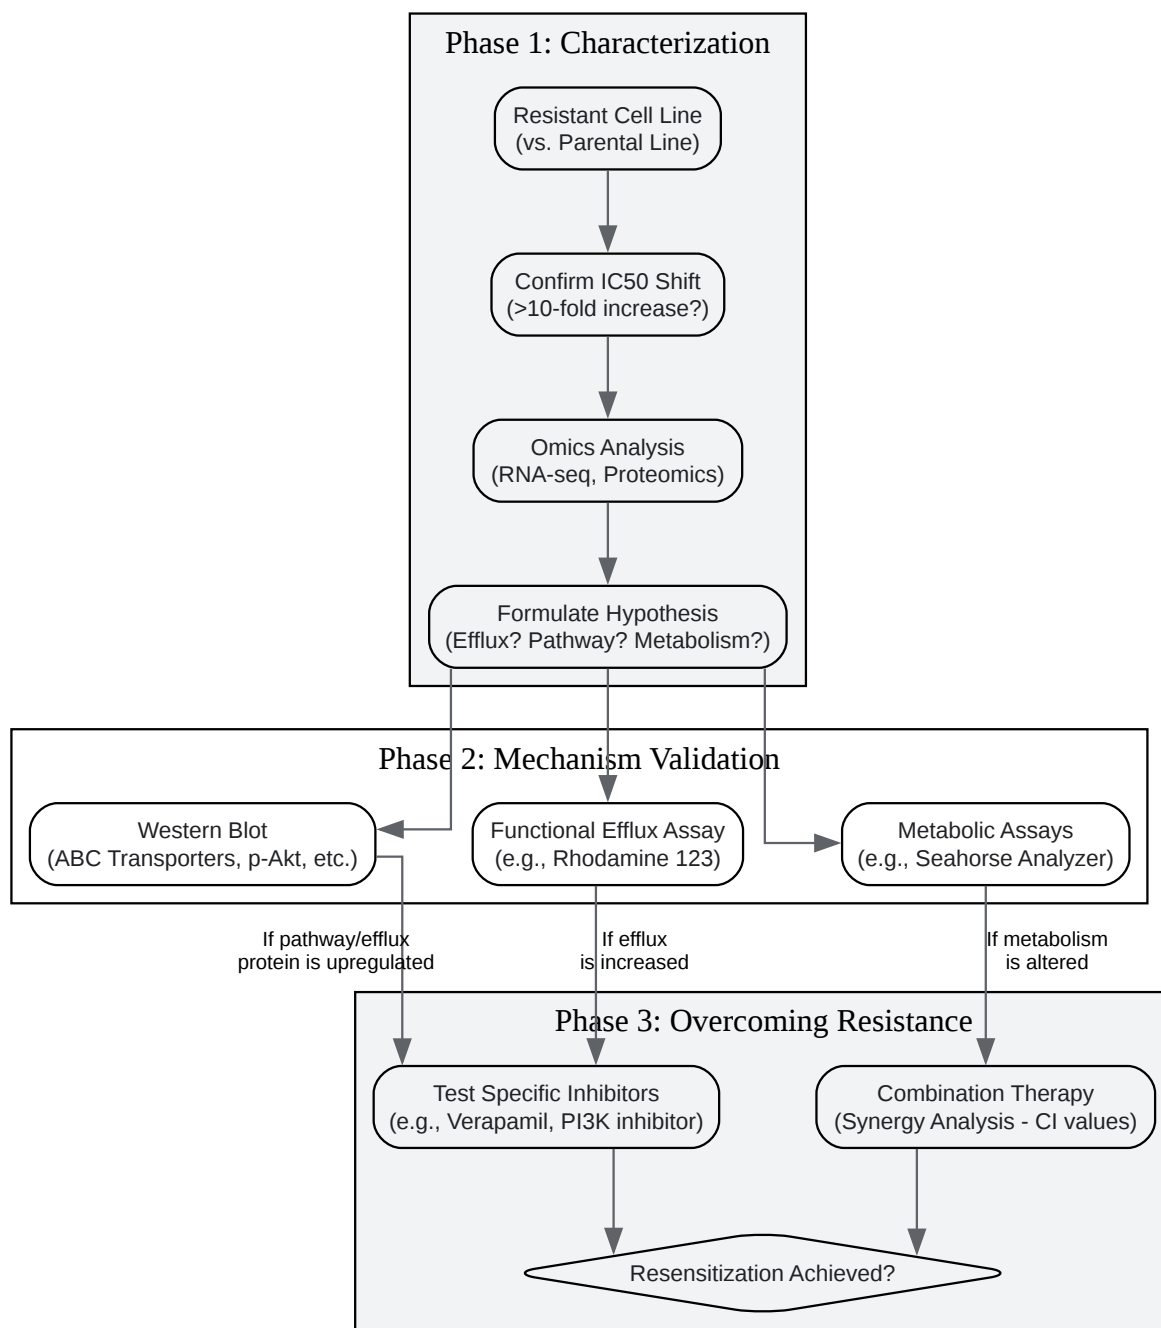 Phase 1: Characterization
Resistant Cell Line
(vs. Parental Line)
Confirm IC50 Shift
(>10-fold increase?)
Omics Analysis
(RNA-seq, Proteomics)
Formulate Hypothesis
(Efflux? Pathway? Metabolism?)
Phase 2: Mechanism Validation
Western Blot
(ABC Transporters, p-Akt, etc.)
Functional Efflux Assay
(e.g., Rhodamine 123)
Metabolic Assays
(e.g., Seahorse Analyzer)
If pathway/efflux
protein is upregulated
If efflux
is increased
If metabolism
is altered
Phase 3: Overcoming Resistance
Test Specific Inhibitors
(e.g., Verapamil, PI3K inhibitor)
Combination Therapy
(Synergy Analysis - CI values)
Resensitization Achieved?